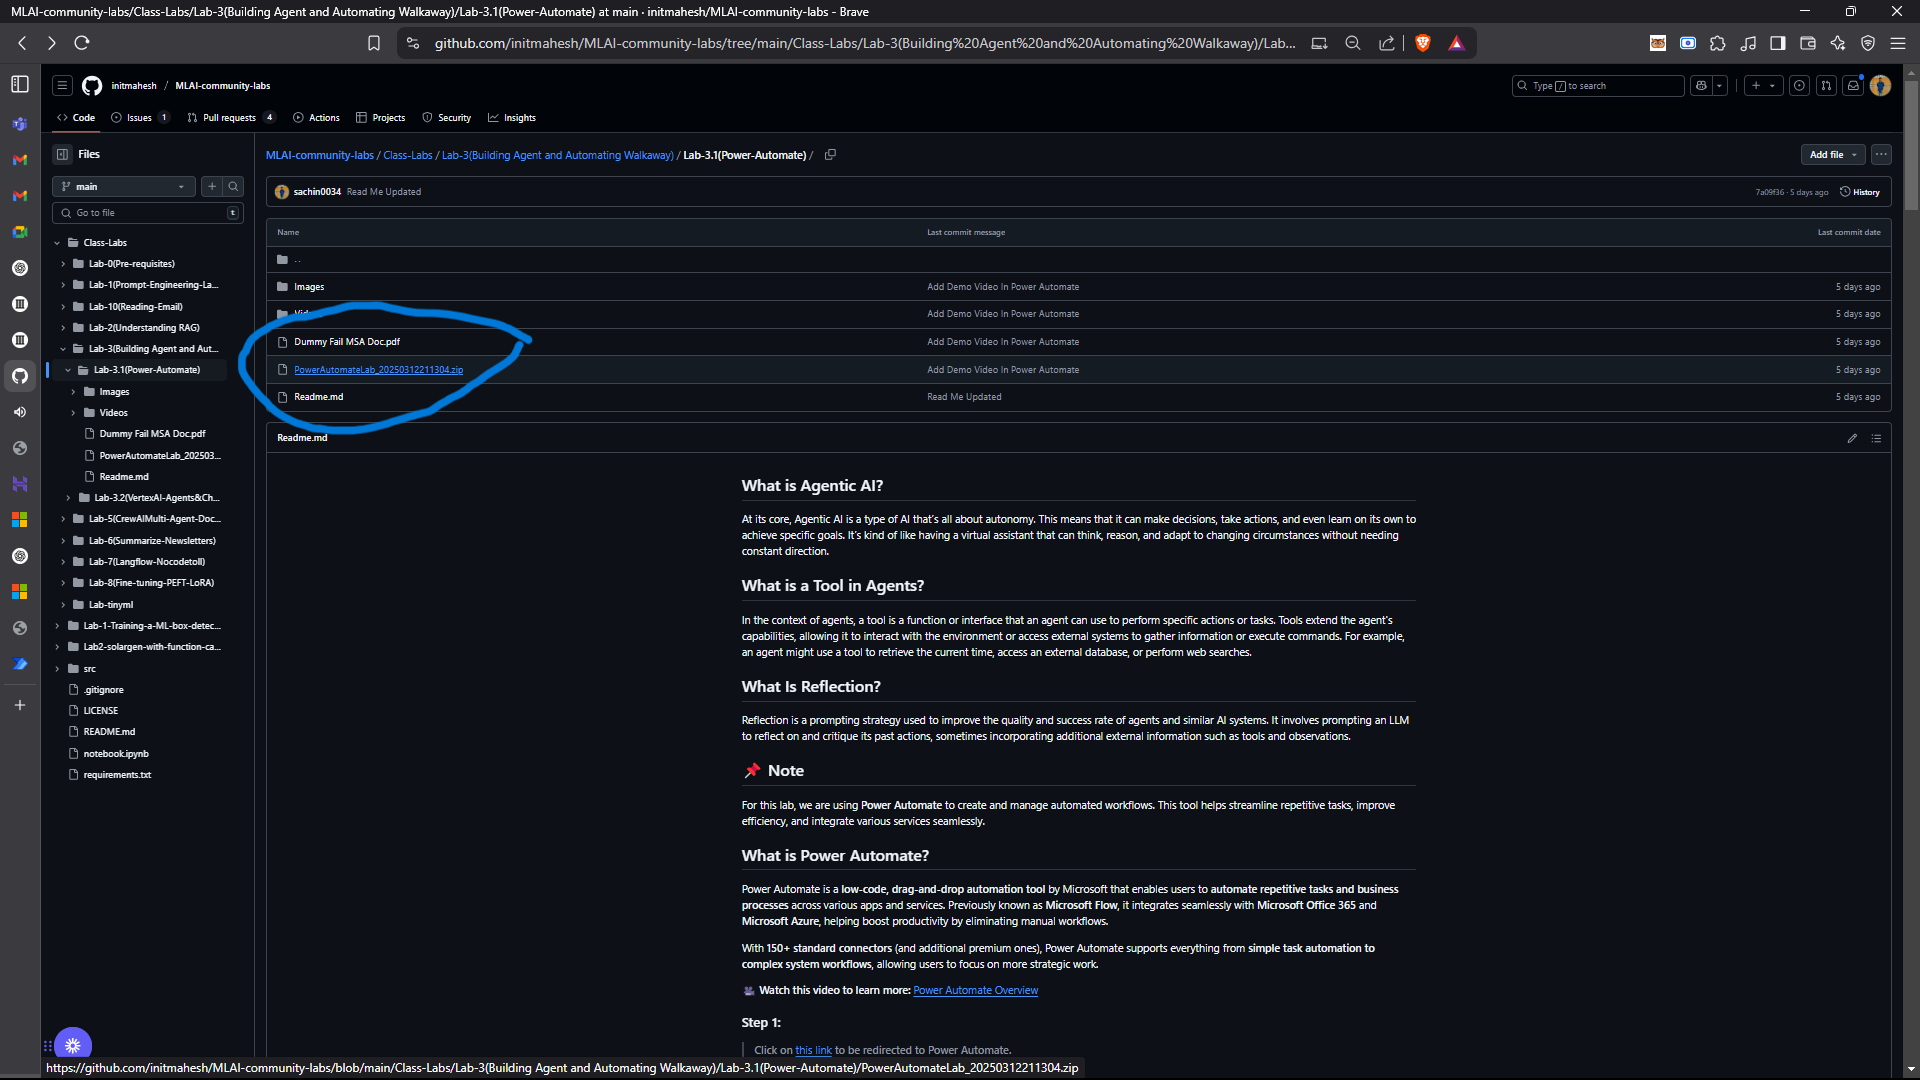 MLAI-community-labs/Class-Labs/Lab-3(Building Agent and Automating Walkaway)/Lab-3.1(Power-Automate) at main · initmahesh/MLAI-community-labs - Brave
github.com/initmahesh/MLAI-community-labs/tree/main/Class-Labs/Lab-3(Building%20Agent%20and%20Automating%20Walkaway)/Lab...
initmahesh / MLAI-community-labs
Type / to search
Code
Issues 1
Pull requests 4
Actions
Projects
Security
Insights
Files
main
Go to file t
Class-Labs
Lab-0(Pre-requisites)
Lab-1(Prompt-Engineering-La...
Lab-10(Reading-Email)
Lab-2(Understanding RAG)
Lab-3(Building Agent and Aut...
Lab-3.1(Power-Automate)
Images
Videos
Dummy Fail MSA Doc.pdf
PowerAutomateLab_202503...
Readme.md
Lab-3.2(VertexAI-Agents&Ch...
Lab-5(CrewAIMulti-Agent-Doc...
Lab-6(Summarize-Newsletters)
Lab-7(Langflow-Nocodetoll)
Lab-8(Fine-tuning-PEFT-LoRA)
Lab-tinyml
Lab-1-Training-a-ML-box-detec...
Lab2-solargen-with-function-ca...
src
.gitignore
LICENSE
README.md
notebook.ipynb
requirements.txt
MLAI-community-labs / Class-Labs / Lab-3(Building Agent and Automating Walkaway) / Lab-3.1(Power-Automate) /
Add file
sachin0034 Read Me Updated
7a09f36 · 5 days ago
History
Name Last commit message Last commit date
..
Images Add Demo Video In Power Automate 5 days ago
Add Demo Video In Power Automate 5 days ago
Dummy Fail MSA Doc.pdf Add Demo Video In Power Automate 5 days ago
PowerAutomateLab_20250312211304.zip Add Demo Video In Power Automate 5 days ago
Readme.md Read Me Updated 5 days ago
Readme.md
What is Agentic AI?
At its core, Agentic AI is a type of AI that's all about autonomy. This means that it can make decisions, take actions, and even learn on its own to
achieve specific goals. It's kind of like having a virtual assistant that can think, reason, and adapt to changing circumstances without needing
constant direction.
What is a Tool in Agents?
In the context of agents, a tool is a function or interface that an agent can use to perform specific actions or tasks. Tools extend the agent's
capabilities, allowing it to interact with the environment or access external systems to gather information or execute commands. For example,
an agent might use a tool to retrieve the current time, access an external database, or perform web searches.
What Is Reflection?
Reflection is a prompting strategy used to improve the quality and success rate of agents and similar AI systems. It involves prompting an LLM
to reflect on and critique its past actions, sometimes incorporating additional external information such as tools and observations.
📌 Note
For this lab, we are using Power Automate to create and manage automated workflows. This tool helps streamline repetitive tasks, improve
efficiency, and integrate various services seamlessly.
What is Power Automate?
Power Automate is a low-code, drag-and-drop automation tool by Microsoft that enables users to automate repetitive tasks and business
processes across various apps and services. Previously known as Microsoft Flow, it integrates seamlessly with Microsoft Office 365 and
Microsoft Azure, helping boost productivity by eliminating manual workflows.
With 150+ standard connectors (and additional premium ones), Power Automate supports everything from simple task automation to
complex system workflows, allowing users to focus on more strategic work.
Watch this video to learn more: Power Automate Overview
Step 1:
Click on this link to be redirected to Power Automate.
https://github.com/initmahesh/MLAI-community-labs/blob/main/Class-Labs/Lab-3(Building Agent and Automating Walkaway)/Lab-3.1(Power-Automate)/PowerAutomateLab_20250312211304.zip